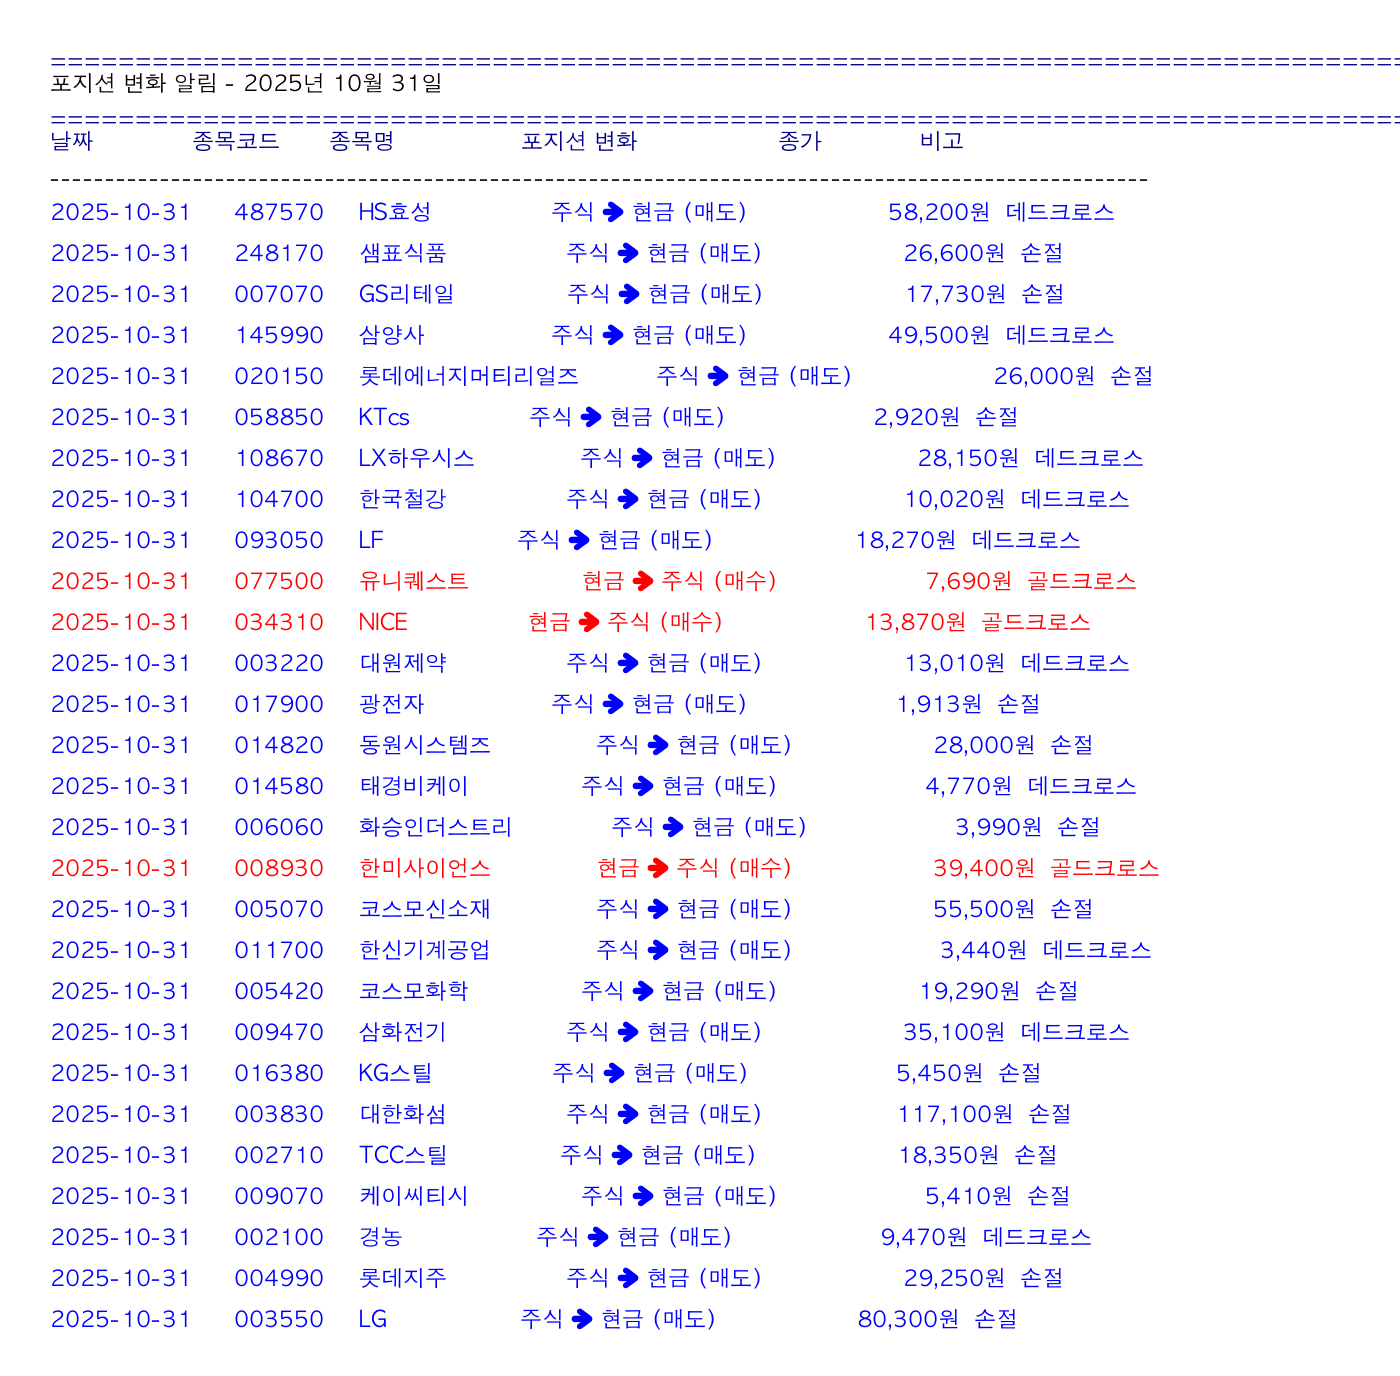 ================================================================================
포지션 변화 알림 - 2025년 10월 31일
================================================================================
날짜 종목코드 종목명 포지션 변화 종가 비고
----------------------------------------------------------------------------------------------------
2025-10-31 487570 HS효성 주식 → 현금 (매도) 58,200원 데드크로스
2025-10-31 248170 샘표식품 주식 → 현금 (매도) 26,600원 손절
2025-10-31 007070 GS리테일 주식 → 현금 (매도) 17,730원 손절
2025-10-31 145990 삼양사 주식 → 현금 (매도) 49,500원 데드크로스
2025-10-31 020150 롯데에너지머티리얼즈 주식 → 현금 (매도) 26,000원 손절
2025-10-31 058850 KTcs 주식 → 현금 (매도) 2,920원 손절
2025-10-31 108670 LX하우시스 주식 → 현금 (매도) 28,150원 데드크로스
2025-10-31 104700 한국철강 주식 → 현금 (매도) 10,020원 데드크로스
2025-10-31 093050 LF 주식 → 현금 (매도) 18,270원 데드크로스
2025-10-31 077500 유니퀘스트 현금 → 주식 (매수) 7,690원 골드크로스
2025-10-31 034310 NICE 현금 → 주식 (매수) 13,870원 골드크로스
2025-10-31 003220 대원제약 주식 → 현금 (매도) 13,010원 데드크로스
2025-10-31 017900 광전자 주식 → 현금 (매도) 1,913원 손절
2025-10-31 014820 동원시스템즈 주식 → 현금 (매도) 28,000원 손절
2025-10-31 014580 태경비케이 주식 → 현금 (매도) 4,770원 데드크로스
2025-10-31 006060 화승인더스트리 주식 → 현금 (매도) 3,990원 손절
2025-10-31 008930 한미사이언스 현금 → 주식 (매수) 39,400원 골드크로스
2025-10-31 005070 코스모신소재 주식 → 현금 (매도) 55,500원 손절
2025-10-31 011700 한신기계공업 주식 → 현금 (매도) 3,440원 데드크로스
2025-10-31 005420 코스모화학 주식 → 현금 (매도) 19,290원 손절
2025-10-31 009470 삼화전기 주식 → 현금 (매도) 35,100원 데드크로스
2025-10-31 016380 KG스틸 주식 → 현금 (매도) 5,450원 손절
2025-10-31 003830 대한화섬 주식 → 현금 (매도) 117,100원 손절
2025-10-31 002710 TCC스틸 주식 → 현금 (매도) 18,350원 손절
2025-10-31 009070 케이씨티시 주식 → 현금 (매도) 5,410원 손절
2025-10-31 002100 경농 주식 → 현금 (매도) 9,470원 데드크로스
2025-10-31 004990 롯데지주 주식 → 현금 (매도) 29,250원 손절
2025-10-31 003550 LG 주식 → 현금 (매도) 80,300원 손절